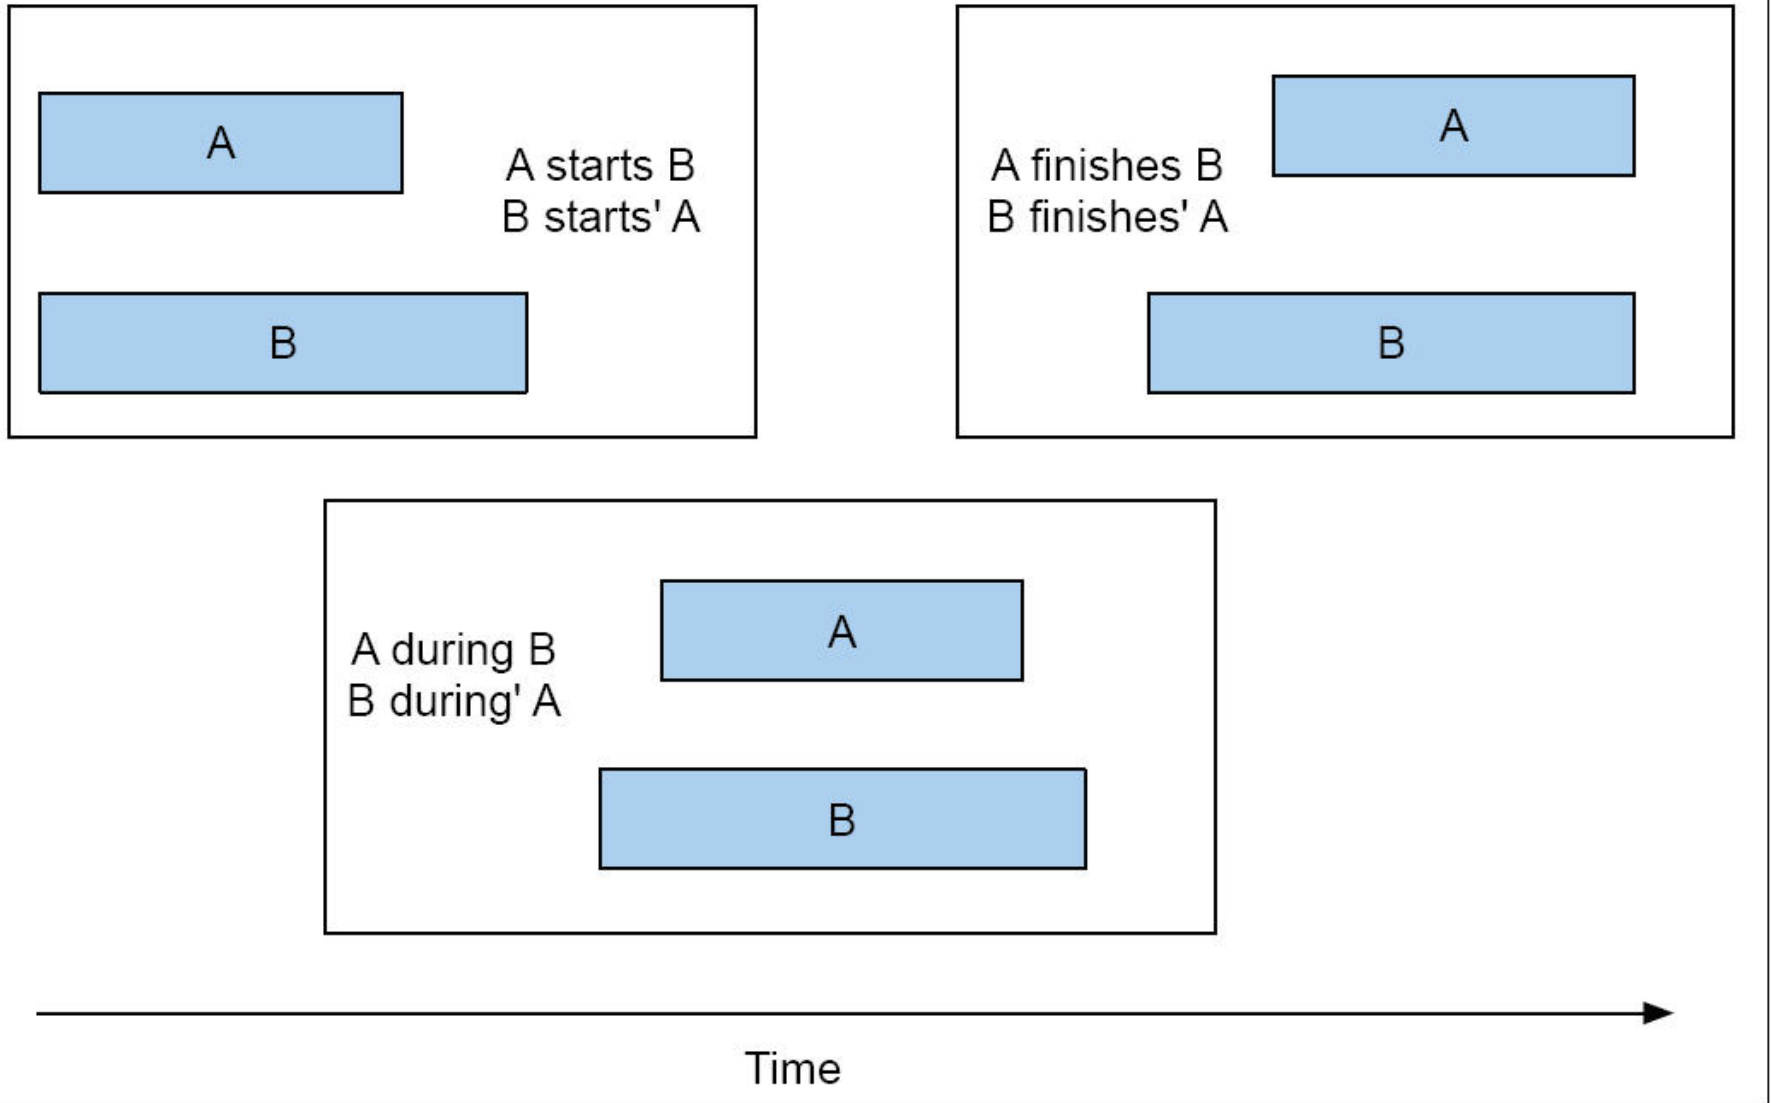 A
A starts B
B starts' A
B
A
A finishes B
B finishes' A
B
A
A during B
B during' A
B
Time